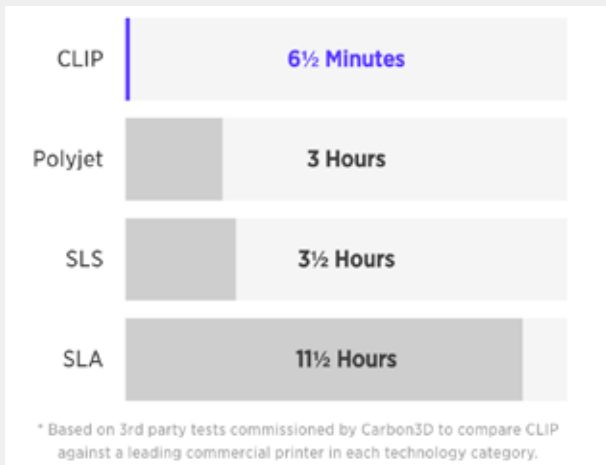 CLIP 6½ Minutes
Polyjet 3 Hours
SLS 3½ Hours
SLA 11½ Hours
* Based on 3rd party tests commissioned by Carbon3D to compare CLIP
against a leading commercial printer in each technology category.